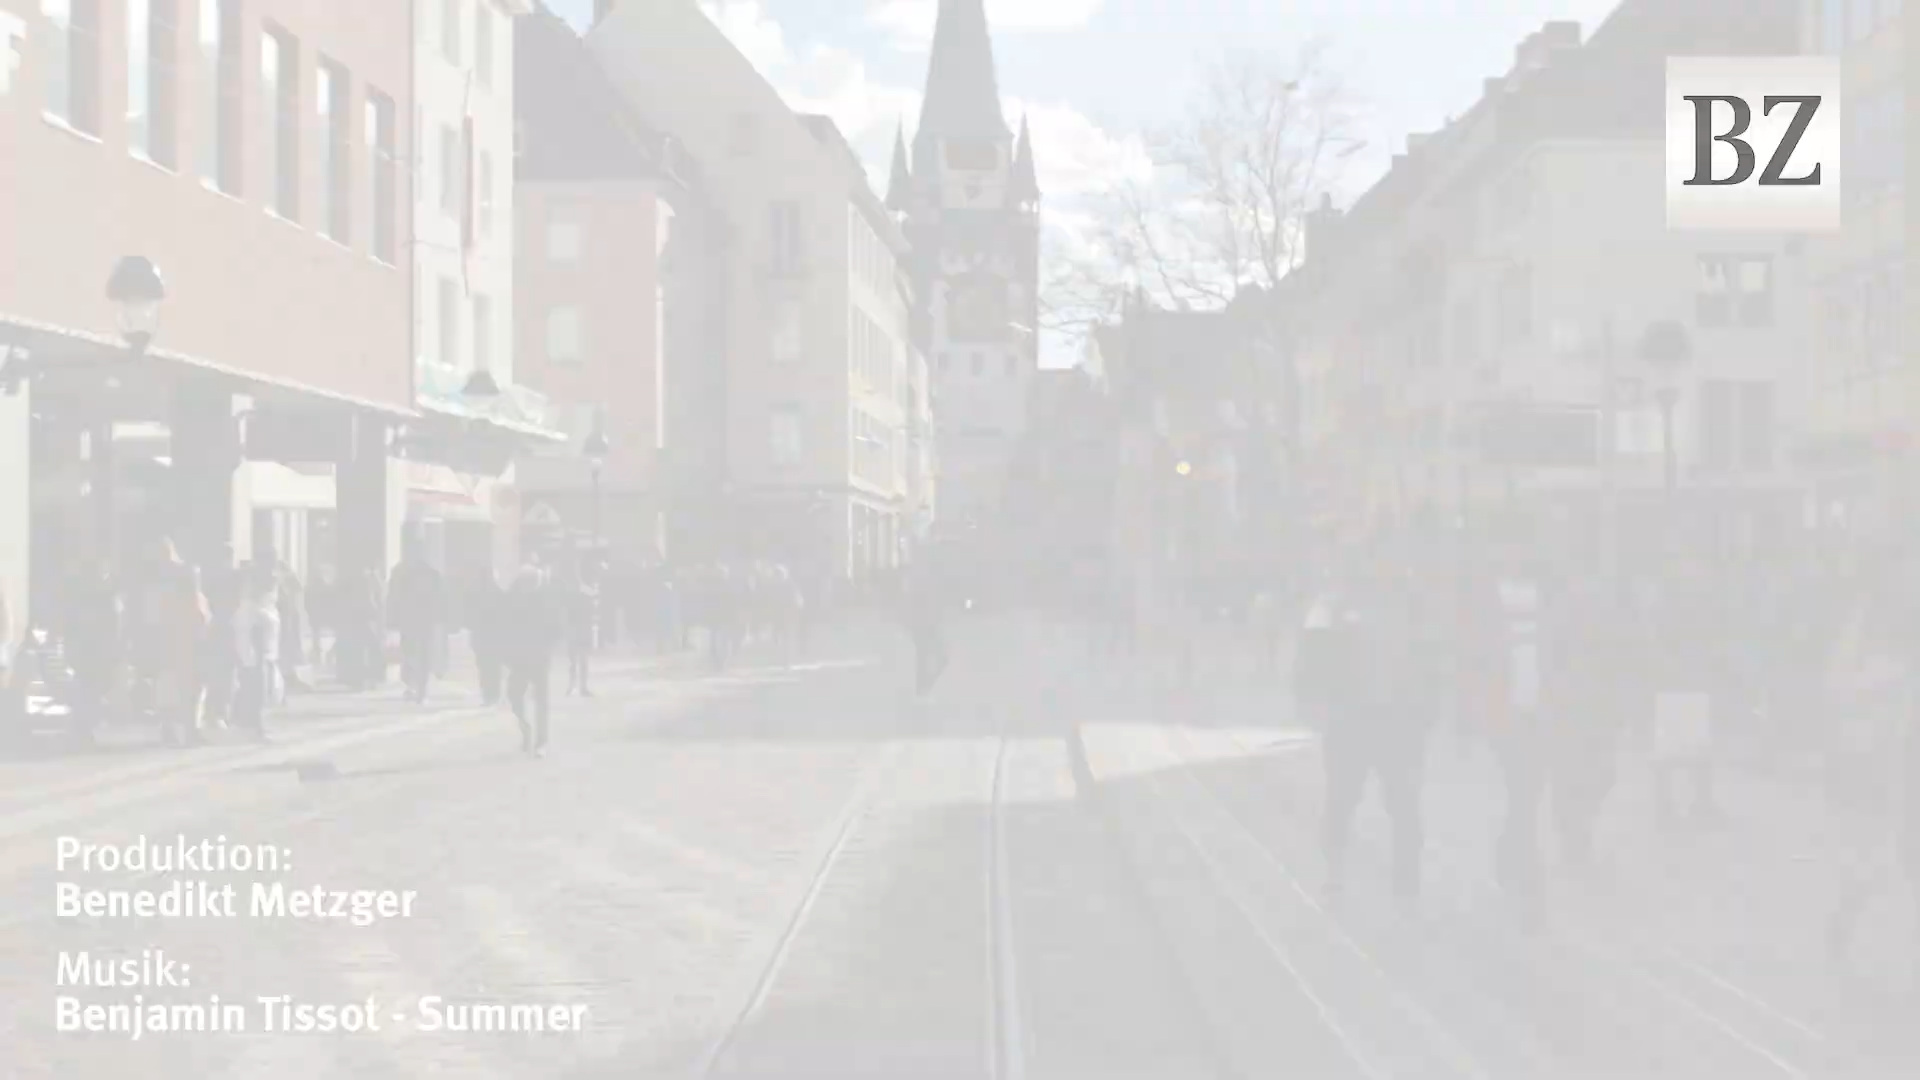 BZ
Produktion:
Benedikt Metzger
Musik:
Benjamin Tissot - Summer